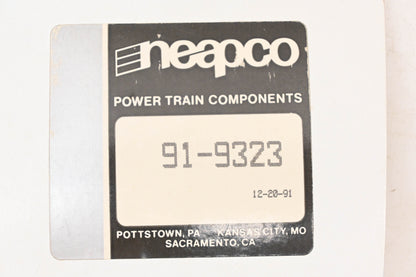 neapco
POWER TRAIN COMPONENTS
91-9323
12-20-91
POTTSTOWN, PA KANSAS CITY, MO
SACRAMENTO, CA